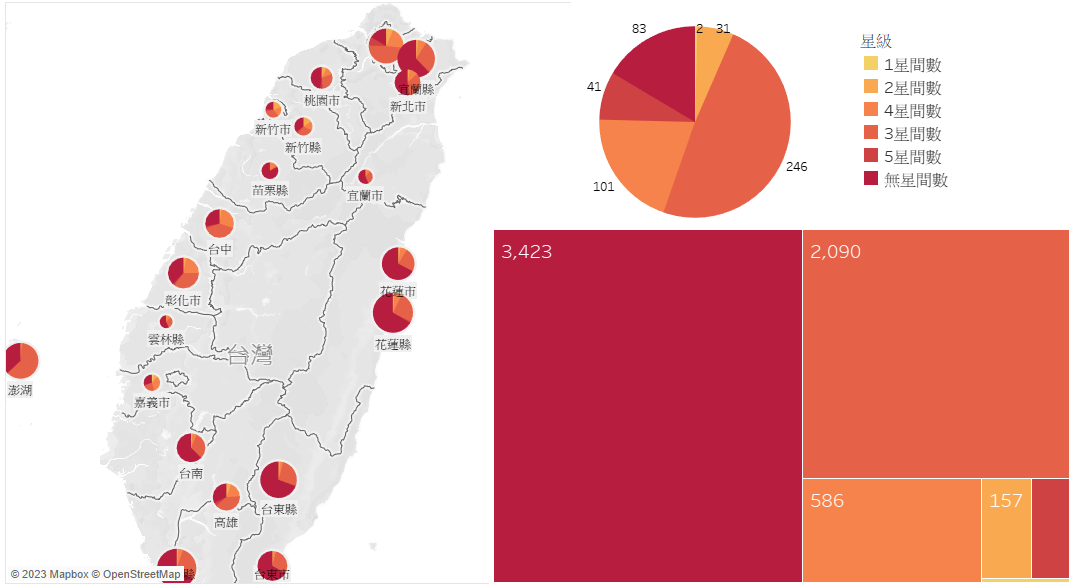 宜蘭縣
新北市
桃園市
新竹市
新竹縣
苗栗縣
宜蘭市
台中
花蓮市
彰化市
雲林縣
花蓮縣
台灣
澎湖
嘉義市
台南
台東縣
高雄
縣
台東市
© 2023 Mapbox © OpenStreetMap
83
2
31
41
246
101
星級
1星間數
2星間數
4星間數
3星間數
5星間數
無星間數
3,423
2,090
586
157